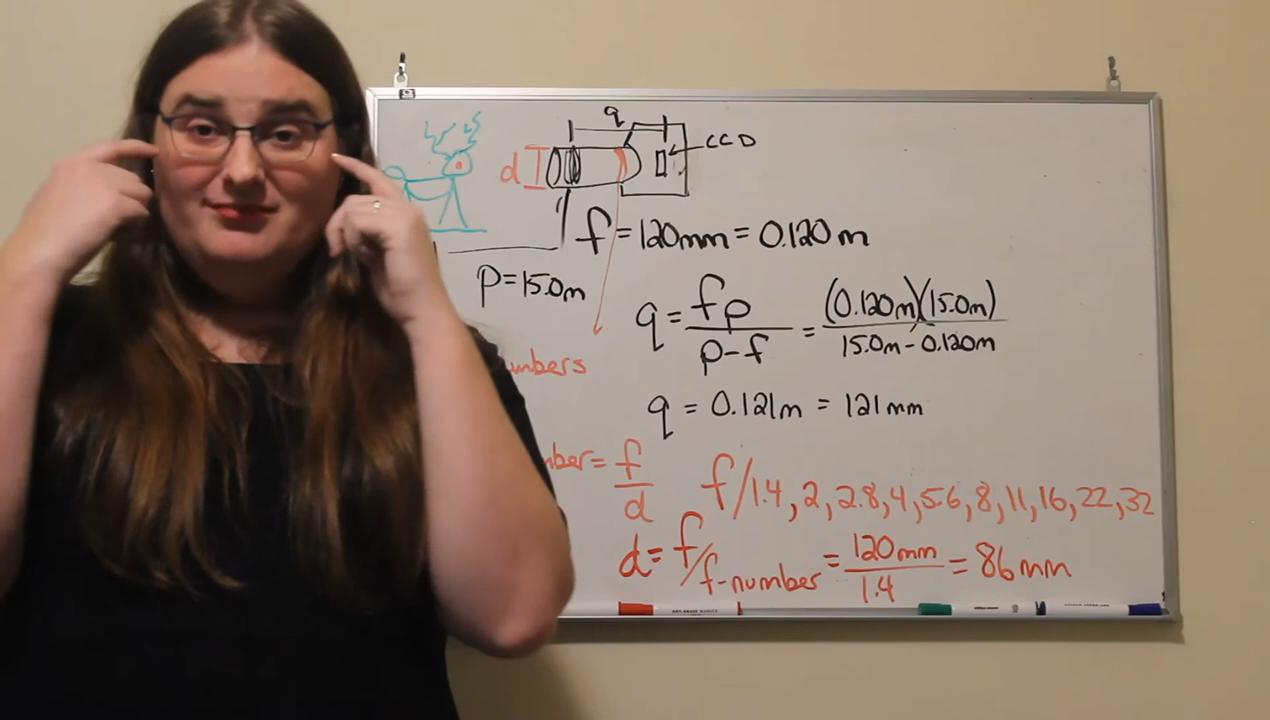 q
CCD
d
f = 120mm = 0.120 m
p = 15.0m
q = fp / p-f = (0.120m)(15.0m) / 15.0m - 0.120m
umbers
q = 0.121m = 121 mm
mber = f / d
f/1.4, 2, 2.8, 4, 5.6, 8, 11, 16, 22, 32
d = f/f-number = 120mm / 1.4 = 86mm